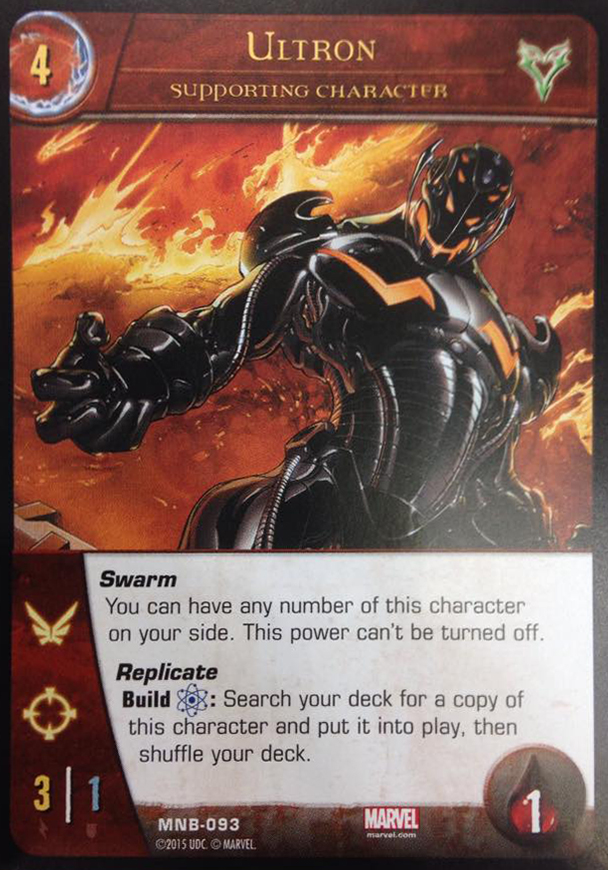 4
ULTRON
SUPPORTING CHARACTER
Swarm
You can have any number of this character
on your side. This power can't be turned off.
Replicate
Build : Search your deck for a copy of
this character and put it into play, then
shuffle your deck.
3 | 1
1
MNB-093
MARVEL
marvel.com
©2015 UDC. © MARVEL.